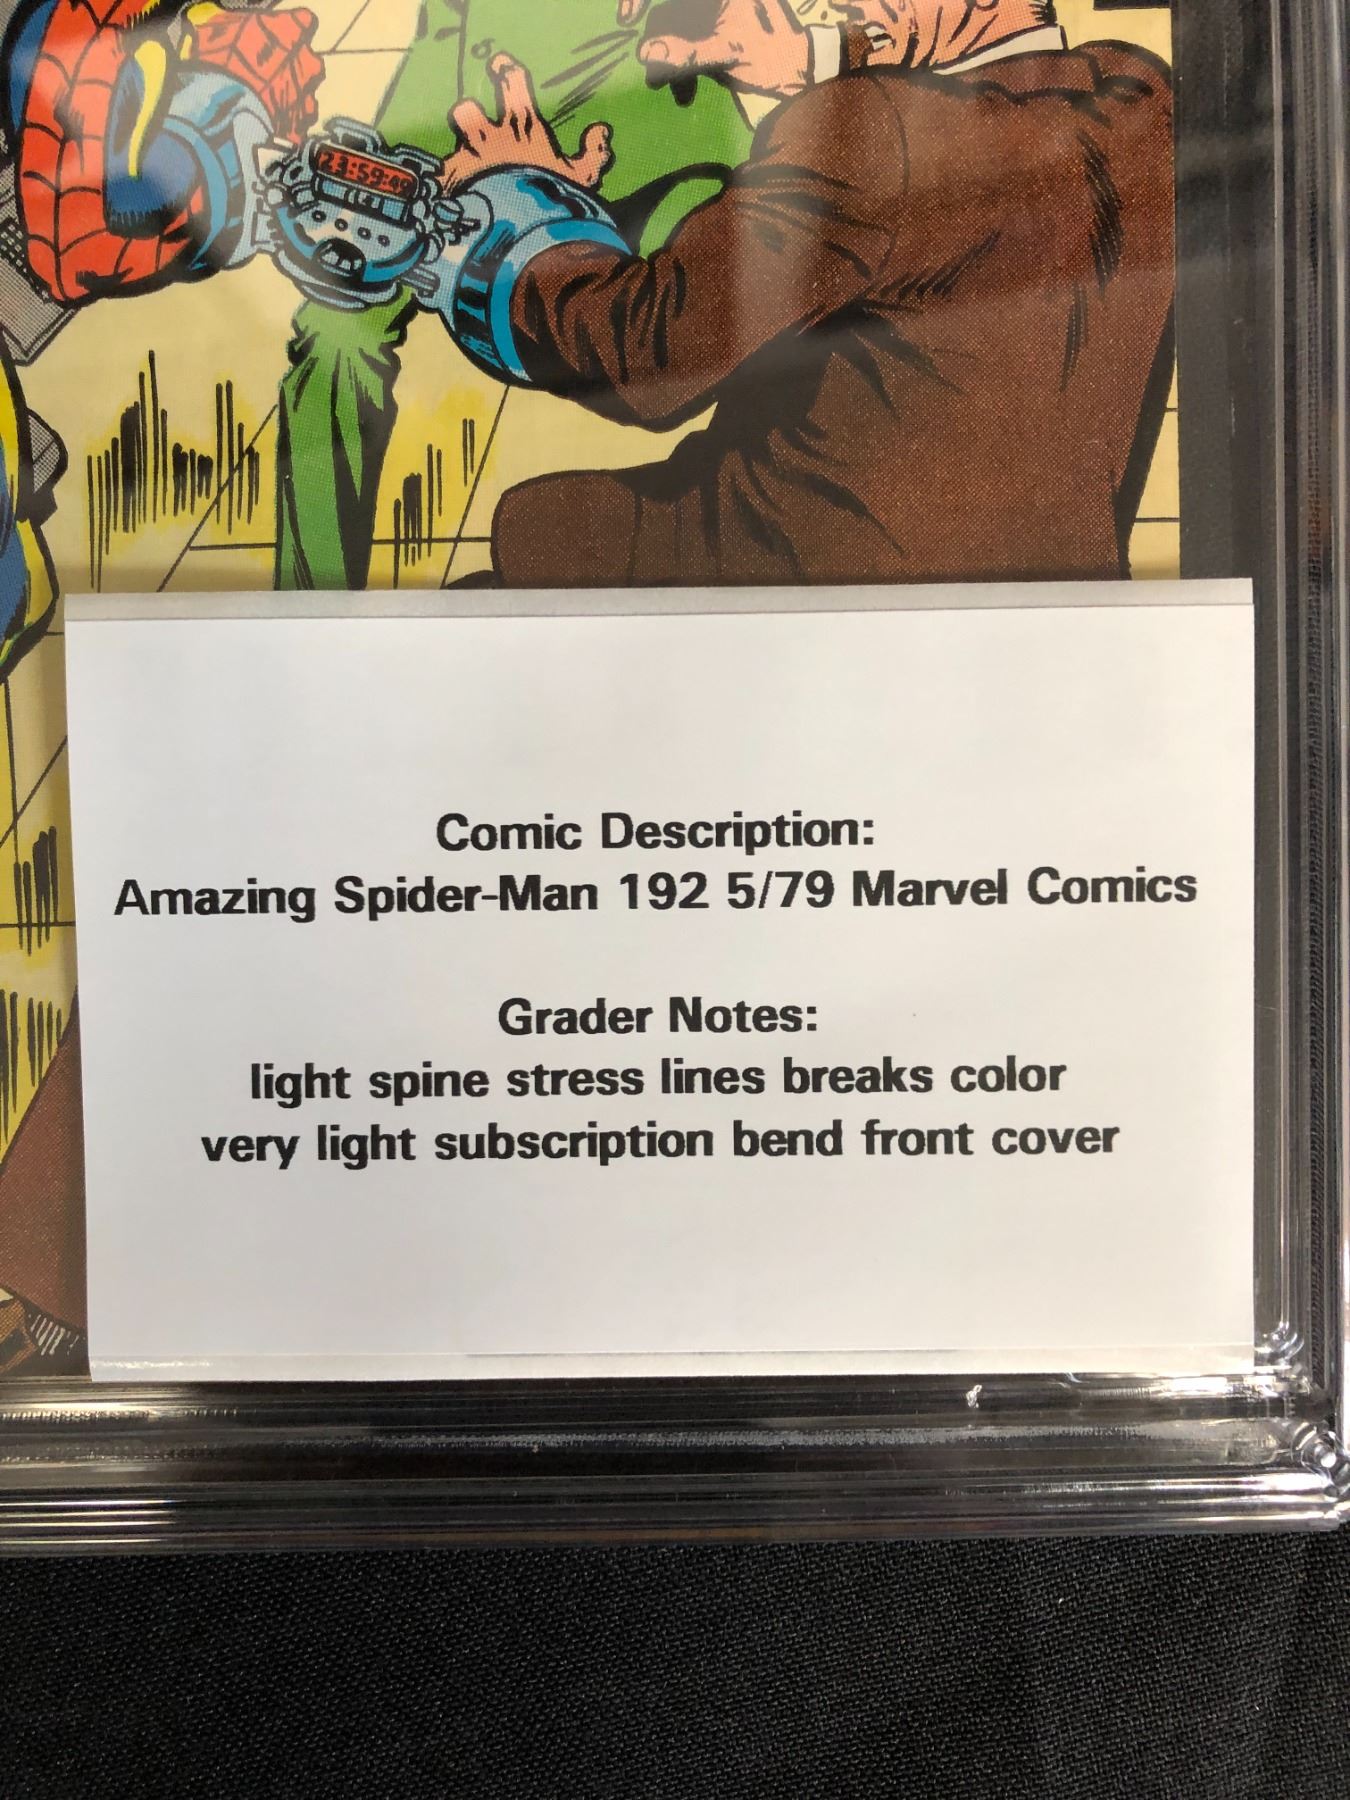 23:59:49
Comic Description:
Amazing Spider-Man 192 5/79 Marvel Comics
Grader Notes:
light spine stress lines breaks color
very light subscription bend front cover